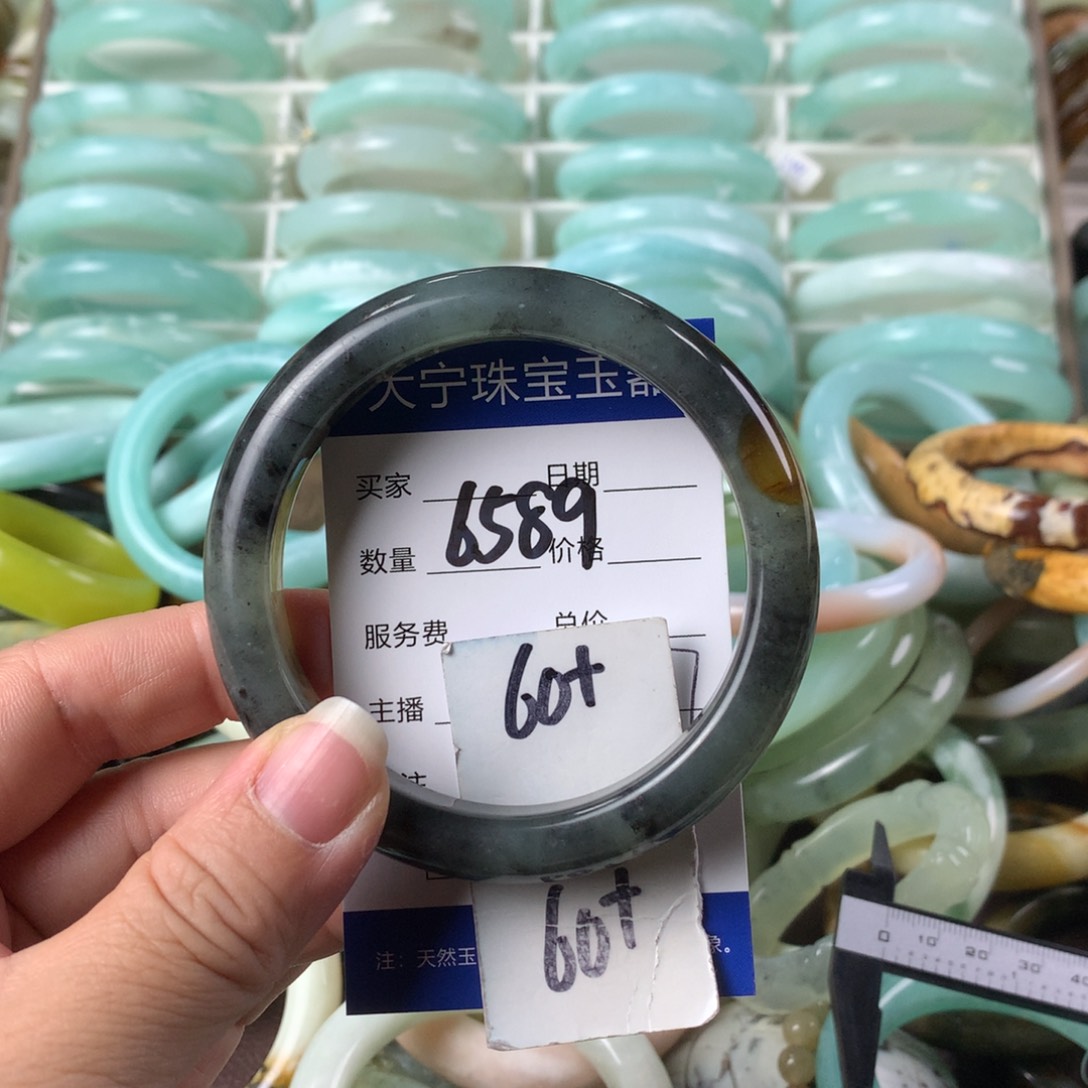 大宁珠宝玉器
买家 日期
6589
数量 价格
服务费 总价
60+
主播
注
60+
注：天然玉 象。
0 10 20 30 40